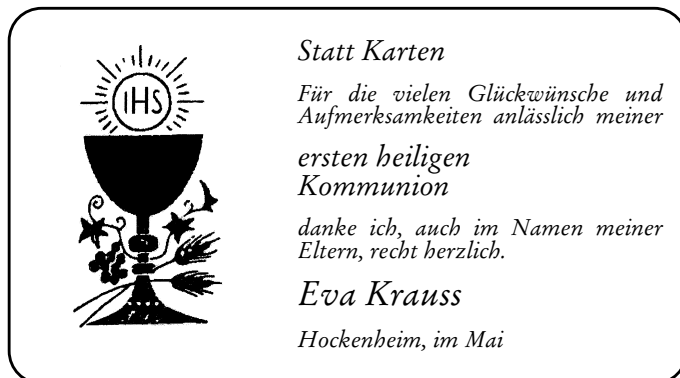 IHS
Statt Karten
Für die vielen Glückwünsche und
Aufmerksamkeiten anlässlich meiner
ersten heiligen
Kommunion
danke ich, auch im Namen meiner
Eltern, recht herzlich.
Eva Krauss
Hockenheim, im Mai